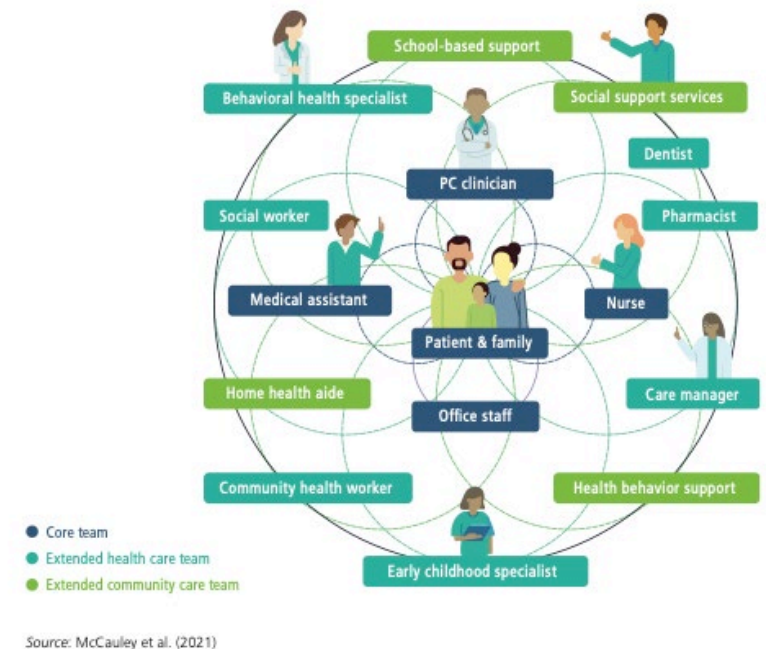 School-based support
Behavioral health specialist
Social support services
Dentist
PC clinician
Social worker
Pharmacist
Medical assistant
Nurse
Patient & family
Home health aide
Care manager
Office staff
Community health worker
Health behavior support
Early childhood specialist
Core team
Extended health care team
Extended community care team
Source: McCauley et al. (2021)